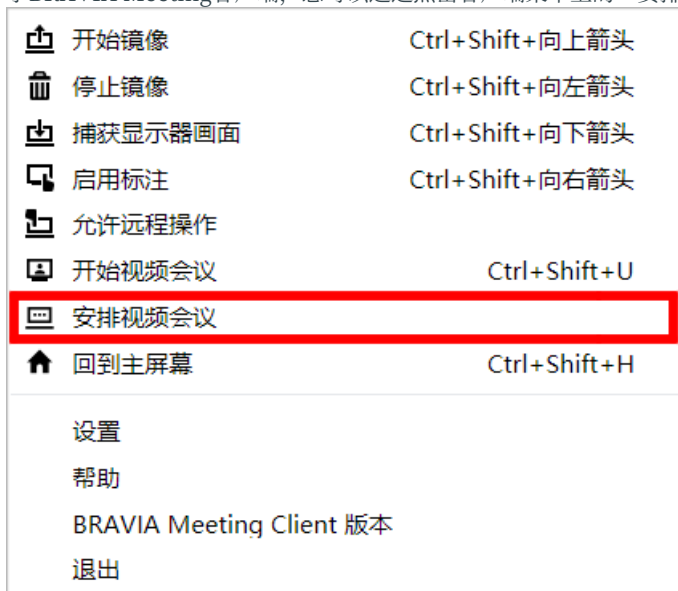 开始镜像 Ctrl+Shift+向上箭头
停止镜像 Ctrl+Shift+向左箭头
捕获显示器画面 Ctrl+Shift+向下箭头
启用标注 Ctrl+Shift+向右箭头
允许远程操作
开始视频会议 Ctrl+Shift+U
安排视频会议
回到主屏幕 Ctrl+Shift+H
设置
帮助
BRAVIA Meeting Client 版本
退出